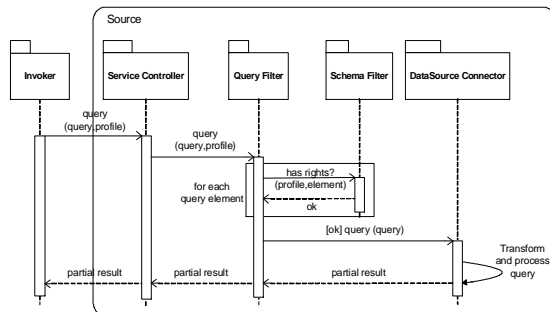 Source
Invoker
Service Controller
Query Filter
Schema Filter
DataSource Connector
query
(query,profile)
query
(query,profile)
for each
query element
has rights?
(profile,element)
ok
[ok] query (query)
Transform
and process
query
partial result
partial result
partial result